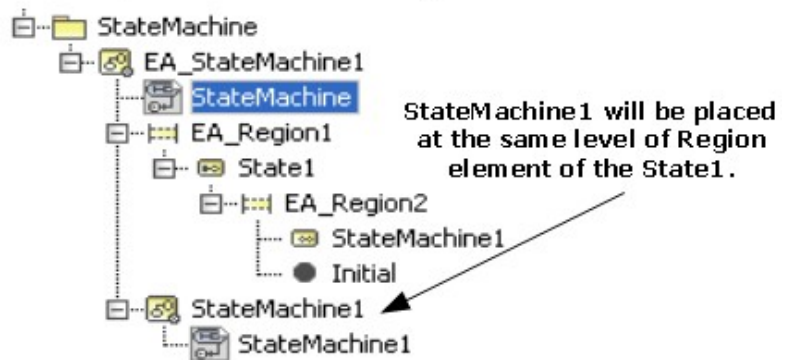 StateMachine
EA_StateMachine1
StateMachine
EA_Region1
State1
EA_Region2
StateMachine1
Initial
StateMachine1
StateMachine1
StateMachine1 will be placed
at the same level of Region
element of the State1.